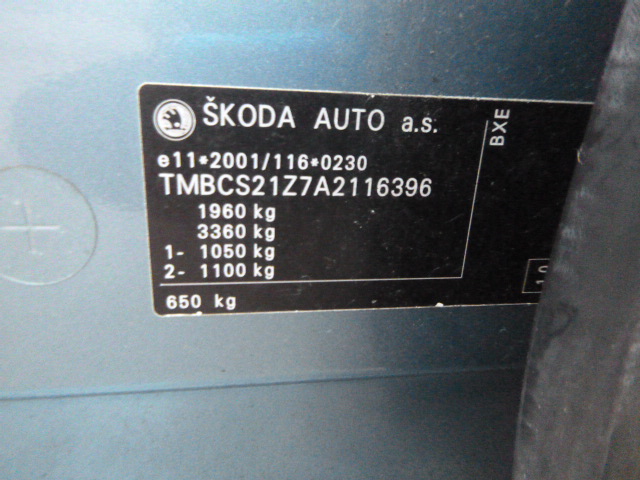 ŠKODA AUTO a.s.
BXE
e11*2001/116*0230
TMBCS21Z7A2116396
1960 kg
3360 kg
1- 1050 kg
2- 1100 kg
650 kg